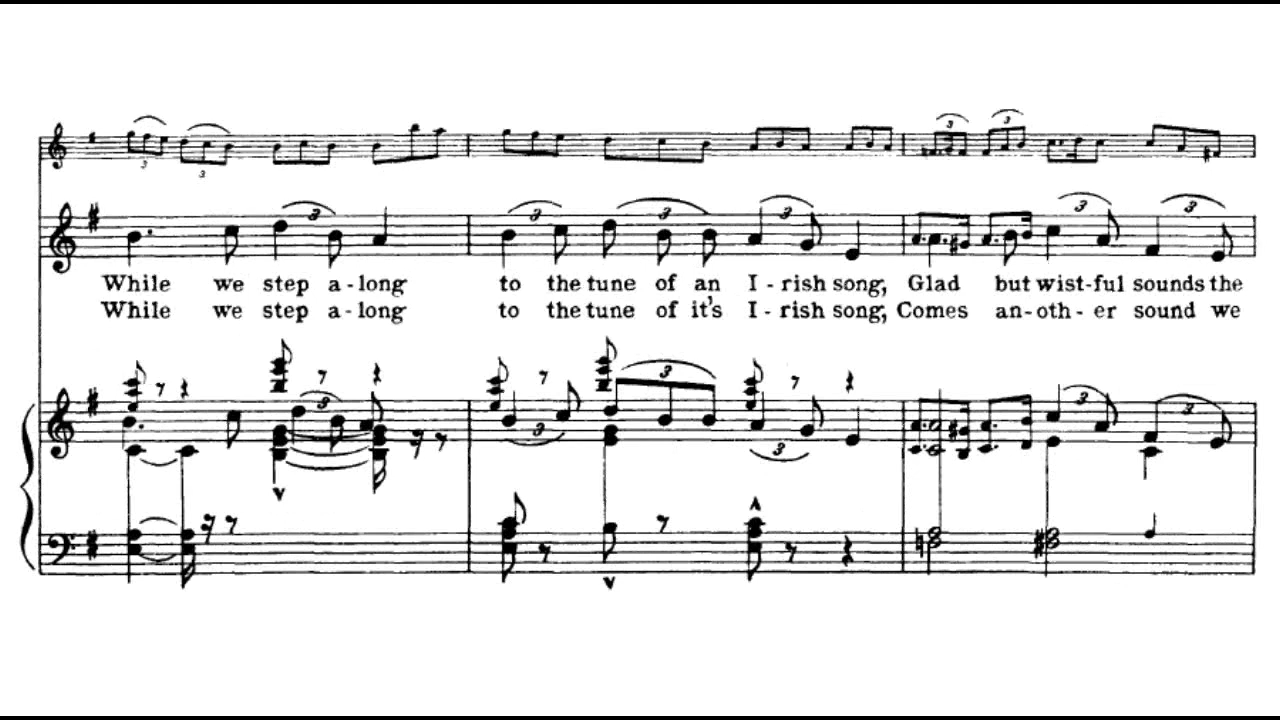 While we step a-long to the tune of an I-rish song, Glad but wist-ful sounds the
While we step a-long to the tune of it's I-rish song, Comes an-oth-er sound we